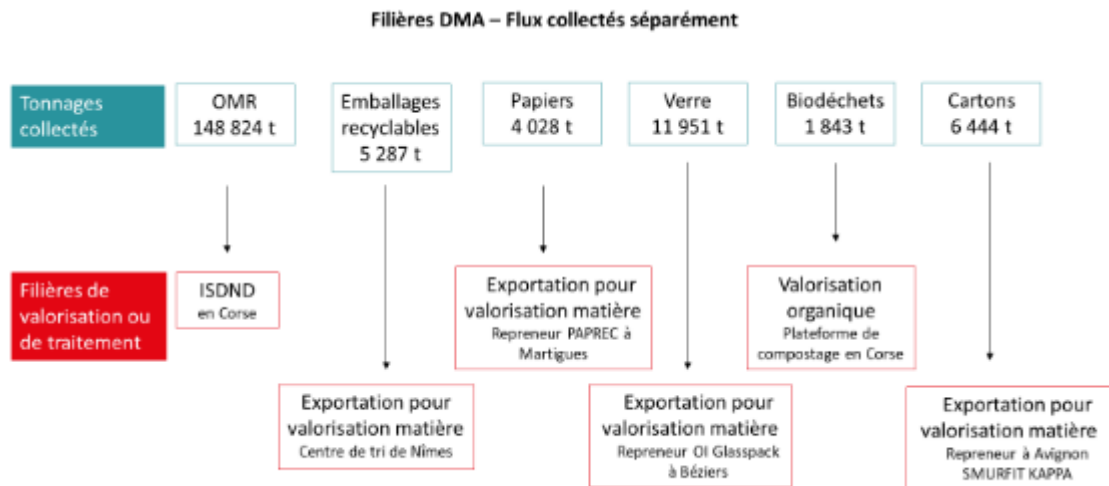 Filières DMA – Flux collectés séparément
Tonnages
collectés
OMR
148 824 t
Emballages
recyclables
5 287 t
Papiers
4 028 t
Verre
11 951 t
Biodéchets
1 843 t
Cartons
6 444 t
Filières de
valorisation ou
de traitement
ISDND
en Corse
Exportation pour
valorisation matière
Repreneur PAPREC à
Martigues
Valorisation
organique
Plateforme de
compostage en Corse
Exportation pour
valorisation matière
Centre de tri de Nîmes
Exportation pour
valorisation matière
Repreneur OI Glasspack à
Béziers
Exportation pour
valorisation matière
Repreneur à Avignon
SMURFIT KAPPA